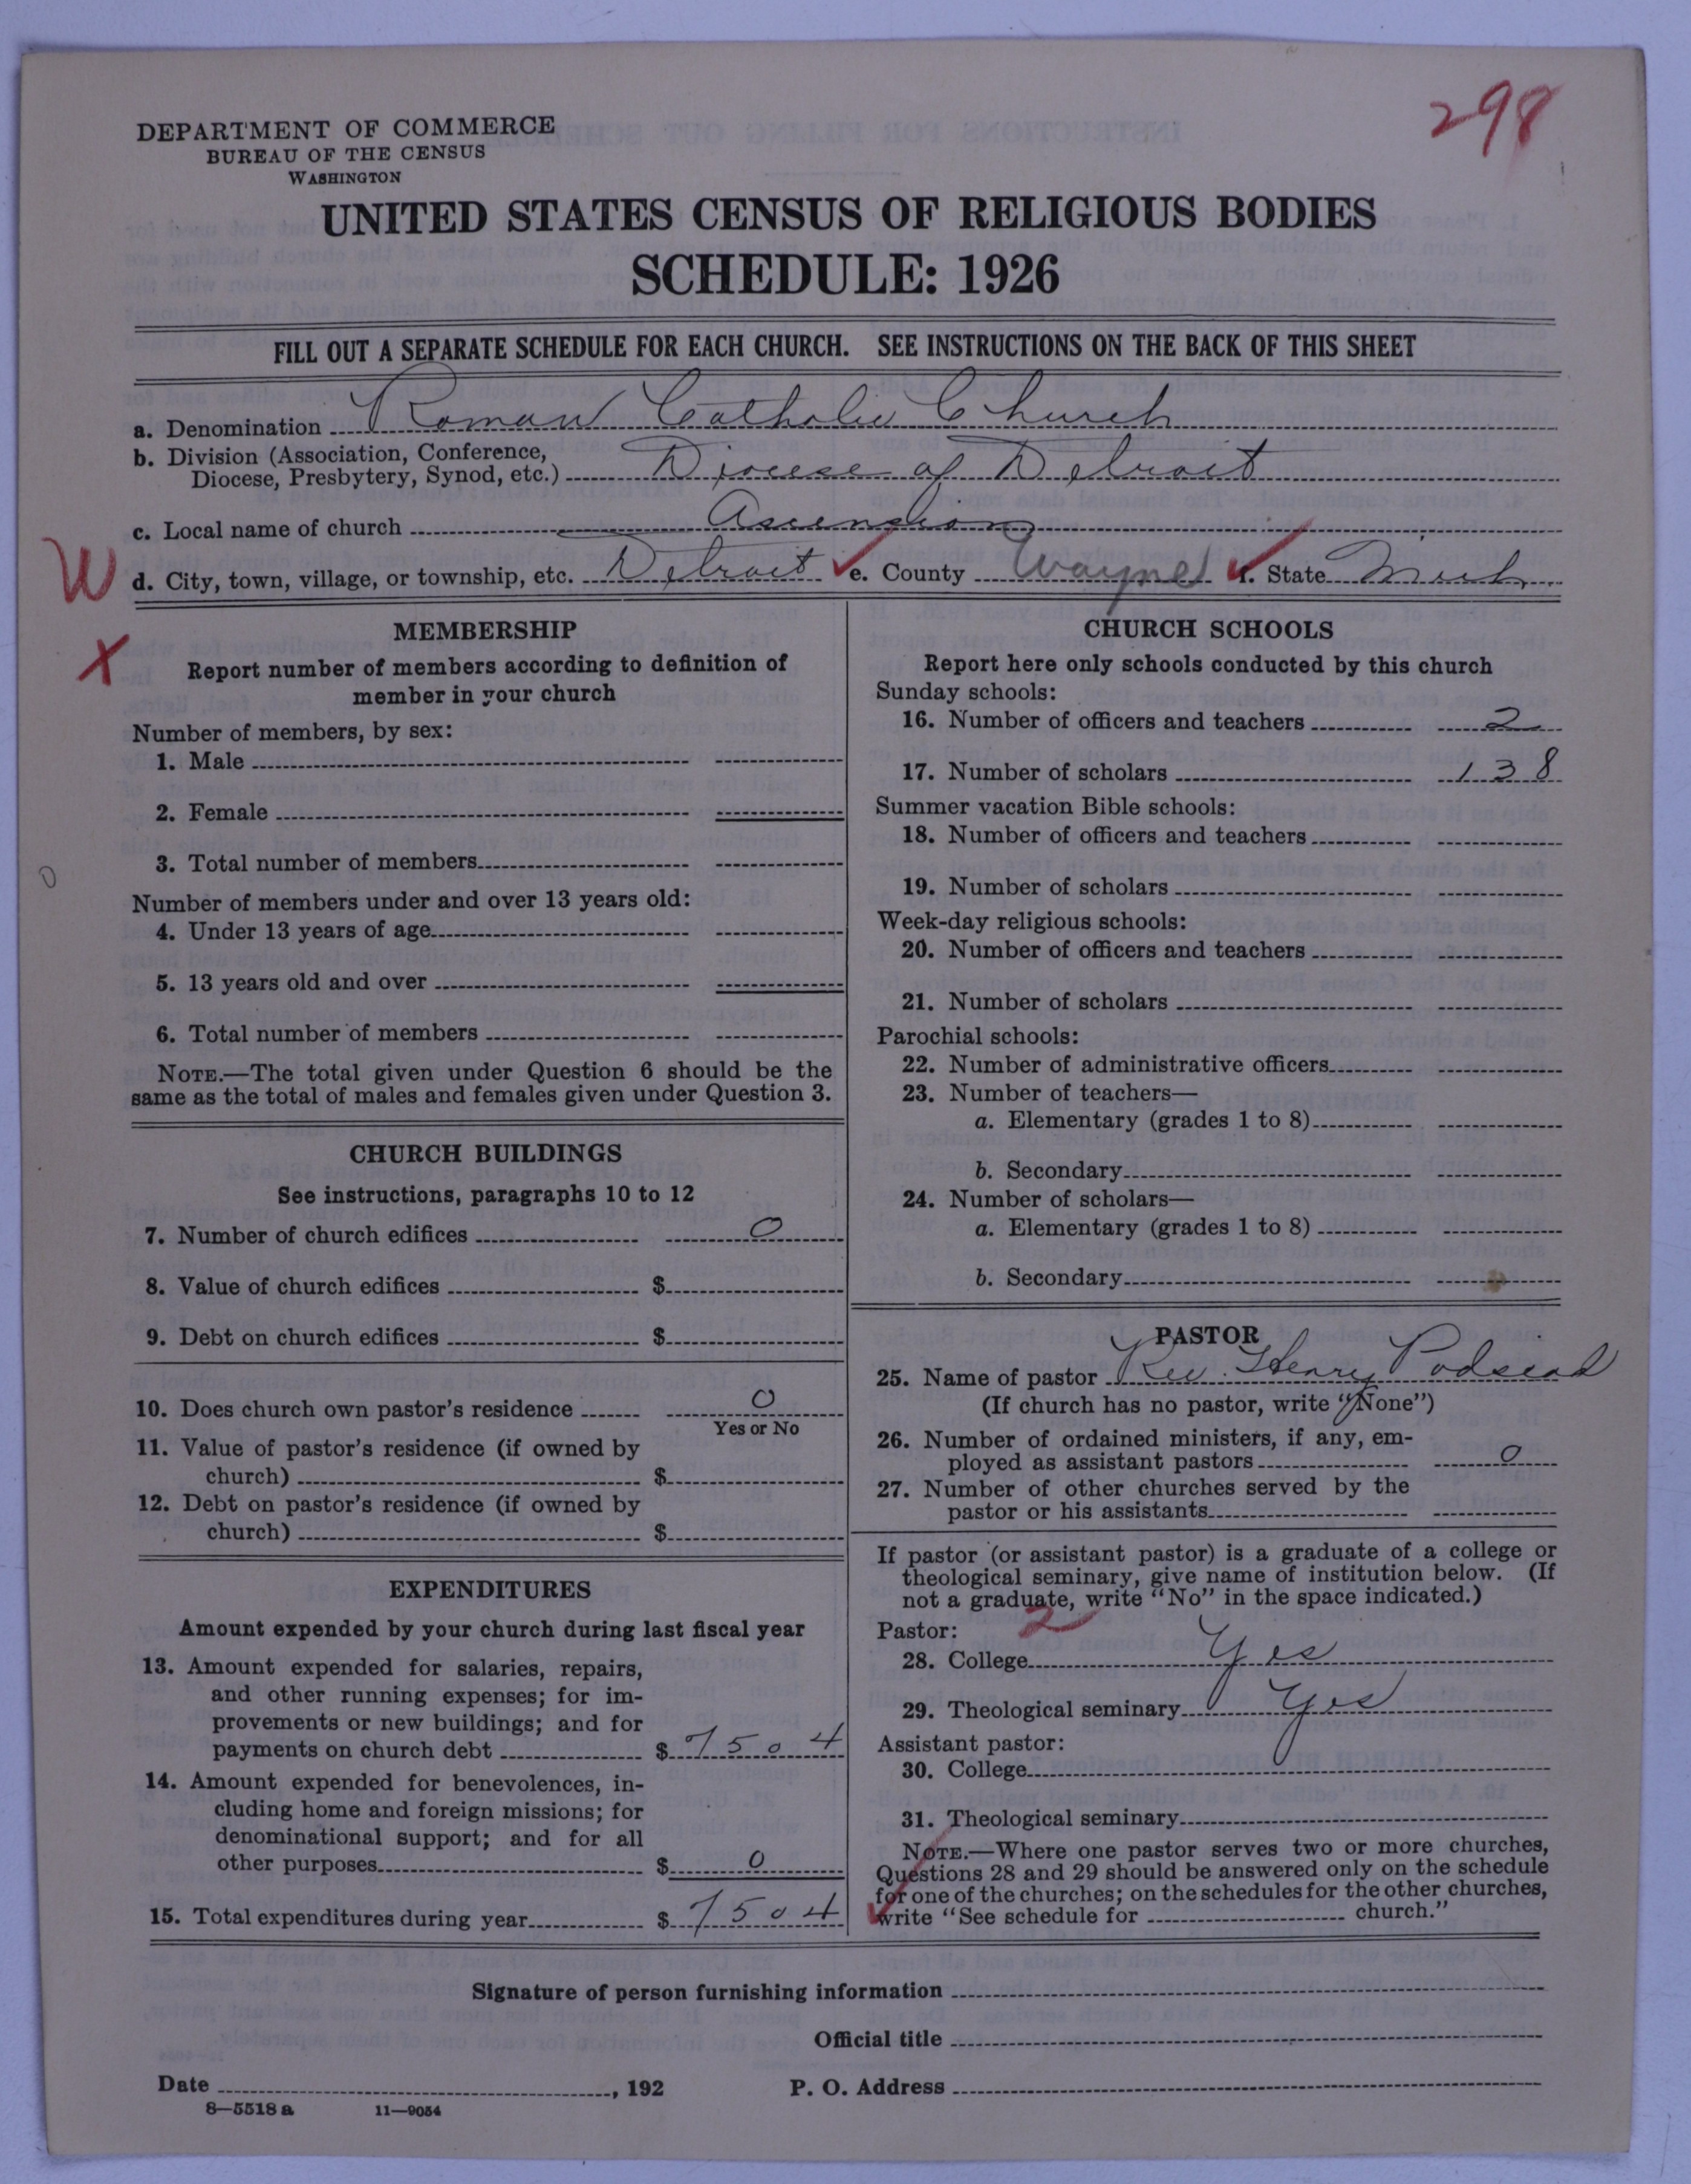 298
DEPARTMENT OF COMMERCE
BUREAU OF THE CENSUS
WASHINGTON
UNITED STATES CENSUS OF RELIGIOUS BODIES
SCHEDULE: 1926
FILL OUT A SEPARATE SCHEDULE FOR EACH CHURCH. SEE INSTRUCTIONS ON THE BACK OF THIS SHEET
a. Denomination Roman Catholic Church
b. Division (Association, Conference,
Diocese, Presbytery, Synod, etc.) Diocese of Detroit
c. Local name of church Ascension
W d. City, town, village, or township, etc. Detroit e. County Wayne f. State Mich.
X
MEMBERSHIP
Report number of members according to definition of
member in your church
Number of members, by sex:
1. Male
2. Female
3. Total number of members
Number of members under and over 13 years old:
4. Under 13 years of age
5. 13 years old and over
6. Total number of members
NOTE.—The total given under Question 6 should be the
same as the total of males and females given under Question 3.
CHURCH BUILDINGS
See instructions, paragraphs 10 to 12
7. Number of church edifices 0
8. Value of church edifices $
9. Debt on church edifices $
10. Does church own pastor's residence 0
Yes or No
11. Value of pastor's residence (if owned by
church) $
12. Debt on pastor's residence (if owned by
church) $
EXPENDITURES
Amount expended by your church during last fiscal year
13. Amount expended for salaries, repairs,
and other running expenses; for im-
provements or new buildings; and for
payments on church debt $ 7504
14. Amount expended for benevolences, in-
cluding home and foreign missions; for
denominational support; and for all
other purposes $ 0
15. Total expenditures during year $ 7504
CHURCH SCHOOLS
Report here only schools conducted by this church
Sunday schools:
16. Number of officers and teachers 2
17. Number of scholars 138
Summer vacation Bible schools:
18. Number of officers and teachers
19. Number of scholars
Week-day religious schools:
20. Number of officers and teachers
21. Number of scholars
Parochial schools:
22. Number of administrative officers
23. Number of teachers—
a. Elementary (grades 1 to 8)
b. Secondary
24. Number of scholars—
a. Elementary (grades 1 to 8)
b. Secondary
PASTOR
25. Name of pastor Rev. Henry
(If church has no pastor, write "None")
26. Number of ordained ministers, if any, em-
ployed as assistant pastors 0
27. Number of other churches served by the
pastor or his assistants
If pastor (or assistant pastor) is a graduate of a college or
theological seminary, give name of institution below. (If
not a graduate, write "No" in the space indicated.)
Pastor: 2
28. College Yes
29. Theological seminary Yes
Assistant pastor:
30. College
31. Theological seminary
NOTE.—Where one pastor serves two or more churches,
Questions 28 and 29 should be answered only on the schedule
for one of the churches; on the schedules for the other churches,
write "See schedule for church."
Signature of person furnishing information
Official title
Date , 192 P. O. Address
8—5518 a 11—9054